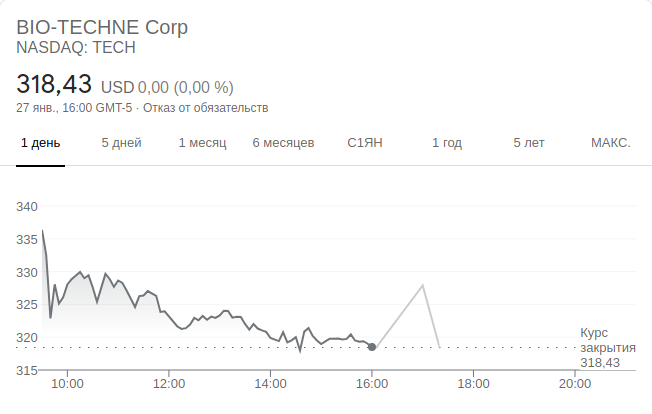 BIO-TECHNE Corp
NASDAQ: TECH
318,43 USD 0,00 (0,00 %)
27 янв., 16:00 GMT-5 · Отказ от обязательств
1 день 5 дней 1 месяц 6 месяцев С1ЯН 1 год 5 лет МАКС.
340
335
330
325
320
315
Курс
закрытия
318,43
10:00 12:00 14:00 16:00 18:00 20:00